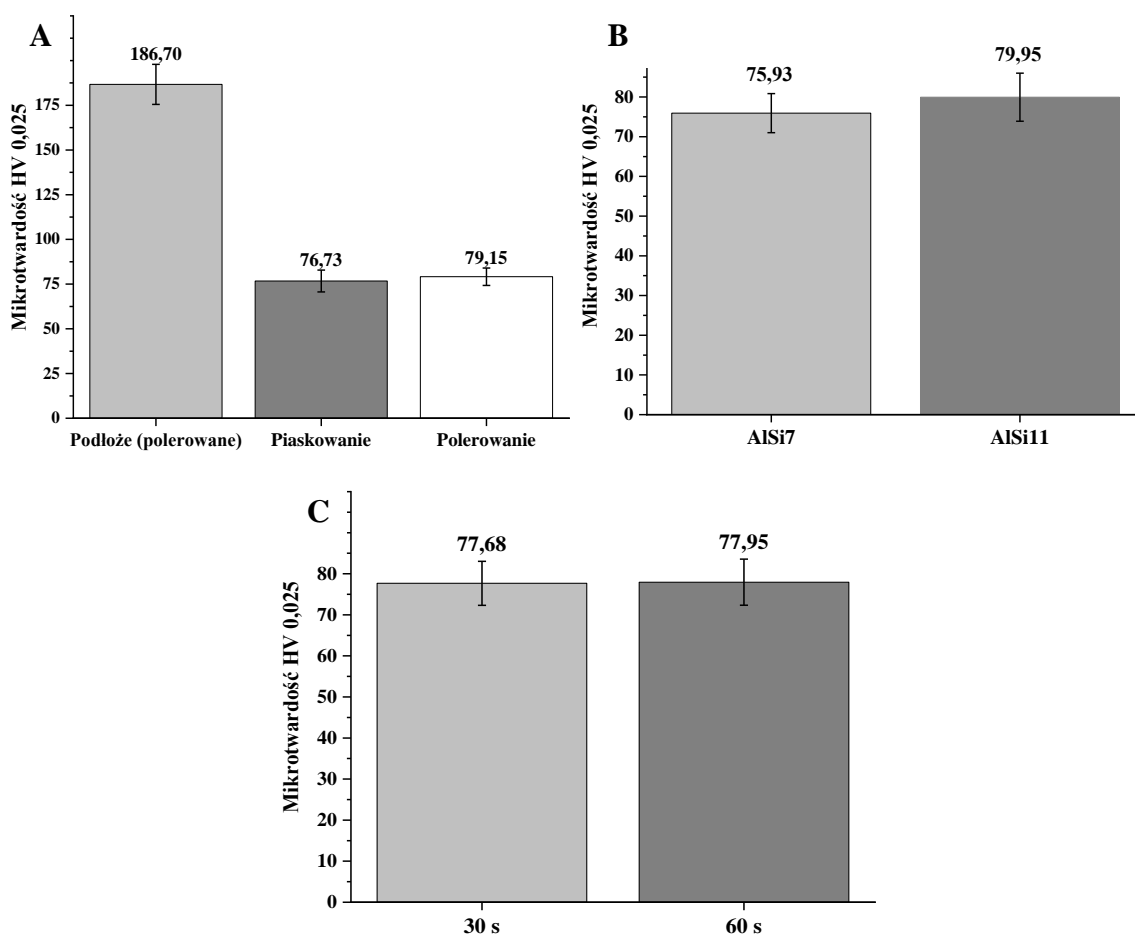 A
Mikrotwardość HV 0,025
175
150
125
100
75
50
25
0
186,70
76,73
79,15
Podłoże (polerowane)
Piaskowanie
Polerowanie
B
Mikrotwardość HV 0,025
80
70
60
50
40
30
20
10
0
75,93
79,95
AlSi7
AlSi11
C
Mikrotwardość HV 0,025
80
70
60
50
40
30
20
10
0
77,68
77,95
30 s
60 s